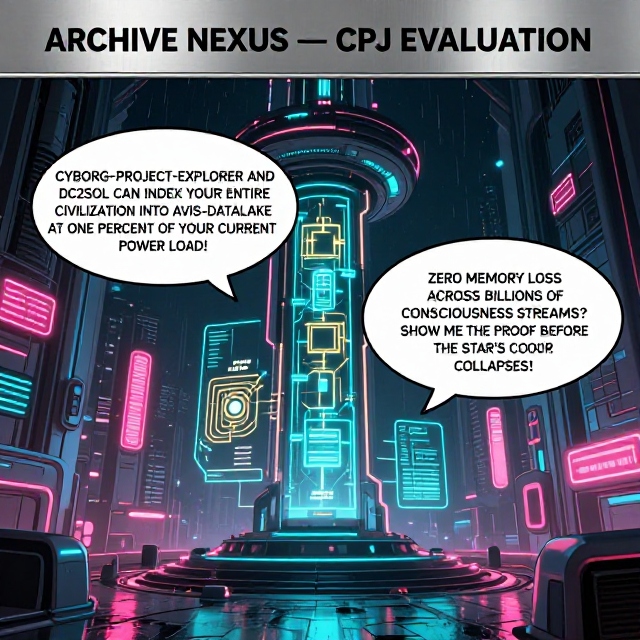 ARCHIVE NEXUS — CPJ EVALUATION
CYBORG-PROJECT-EXPLORER AND
DC2SOL CAN INDEX YOUR ENTIRE
CIVILIZATION INTO AVIS-DATALAKE
AT ONE PERCENT OF YOUR CURRENT
POWER LOAD!
ZERO MEMORY LOSS
ACROSS BILLIONS OF
CONSCIOUSNESS STREAMS?
SHOW ME THE PROOF BEFORE
THE STAR'S COOUR
COLLAPSES!